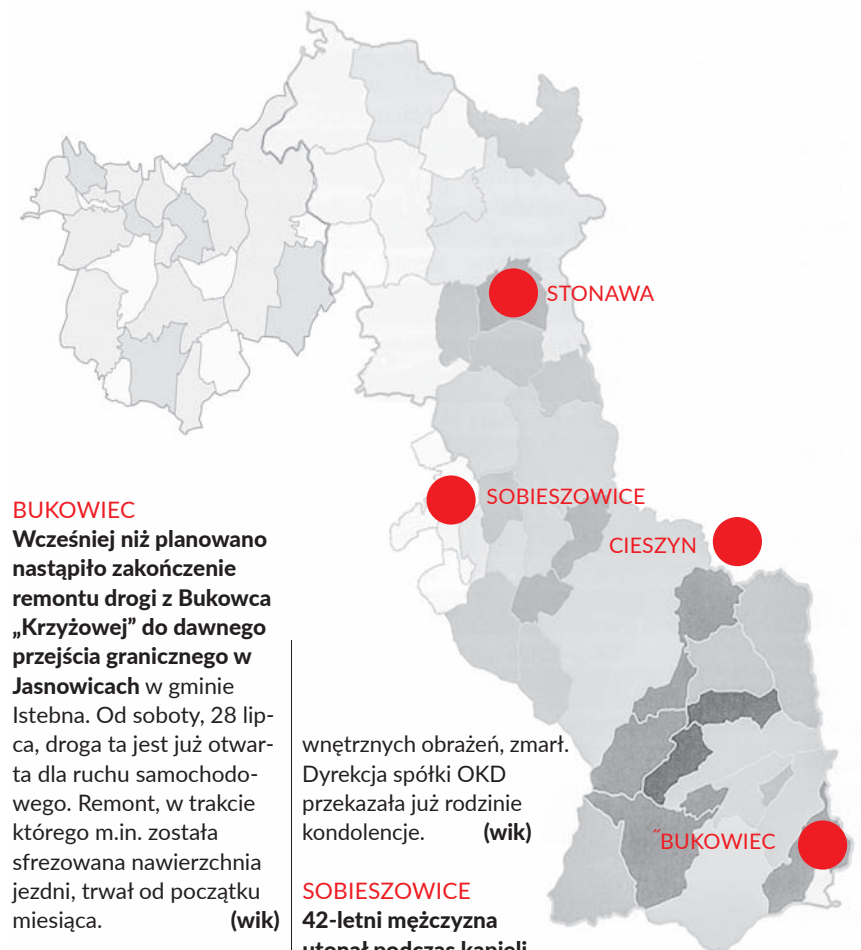 STONAWA
SOBIESZOWICE
CIESZYN
˝BUKOWIEC
BUKOWIEC
Wcześniej niż planowano
nastąpiło zakończenie
remontu drogi z Bukowca
„Krzyżowej” do dawnego
przejścia granicznego w
Jasnowicach w gminie
Istebna. Od soboty, 28 lip-
ca, droga ta jest już otwar-
ta dla ruchu samochodo-
wego. Remont, w trakcie
którego m.in. została
sfrezowana nawierzchnia
jezdni, trwał od początku
miesiąca. (wik)
wnętrznych obrażeń, zmarł.
Dyrekcja spółki OKD
przekazała już rodzinie
kondolencje. (wik)
SOBIESZOWICE
42-letni mężczyzna
utonął podczas kąpieli